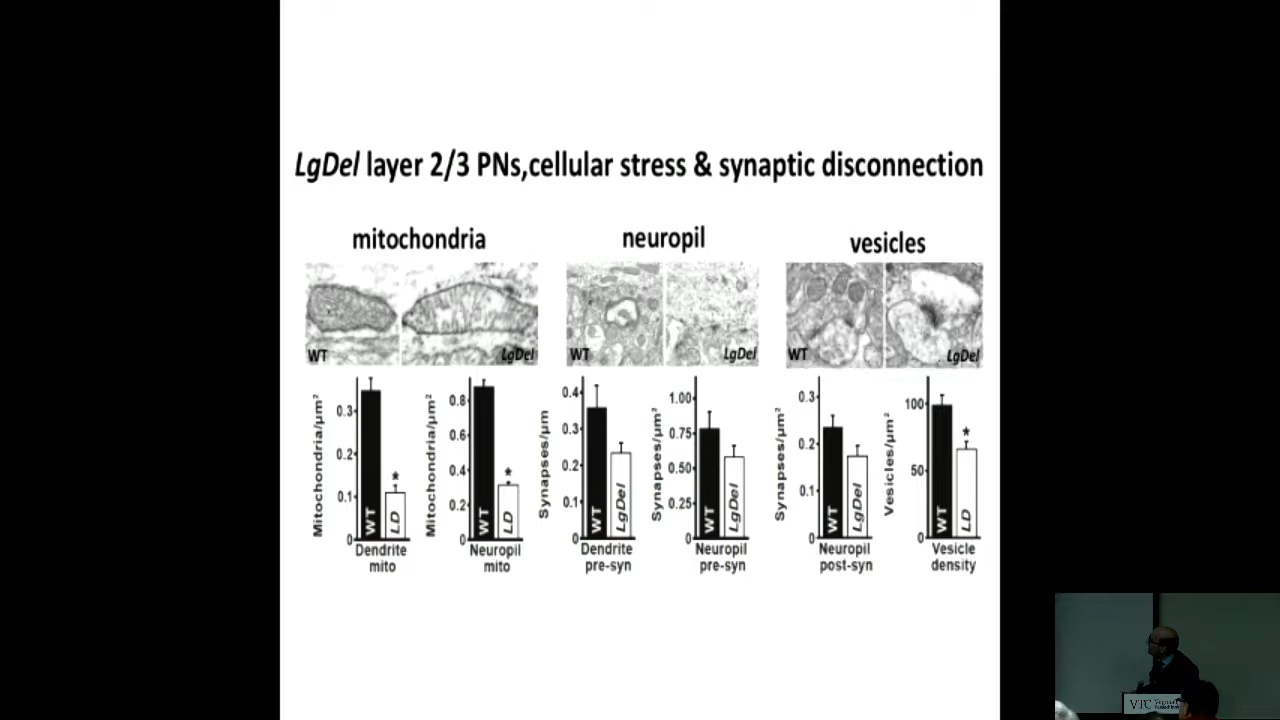 LgDel layer 2/3 PNs,cellular stress & synaptic disconnection
mitochondria
neuropil
vesicles
WT
LgDel
WT
LgDel
WT
LgDel
Mitochondria/µm²
0.3
0.2
0.1
0
WT
LD
*
Dendrite
mito
Mitochondria/µm²
0.8
0.6
0.4
0.2
0
WT
LD
*
Neuropil
mito
Synapses/µm
0.4
0.3
0.2
0.1
0
WT
LgDel
Dendrite
pre-syn
Synapses/µm²
1.00
0.75
0.50
0.25
0
WT
LgDel
Neuropil
pre-syn
Synapses/µm²
0.3
0.2
0.1
0
WT
LgDel
Neuropil
post-syn
Vesicles/µm²
100
50
0
WT
LD
*
Vesicle
density
VTC